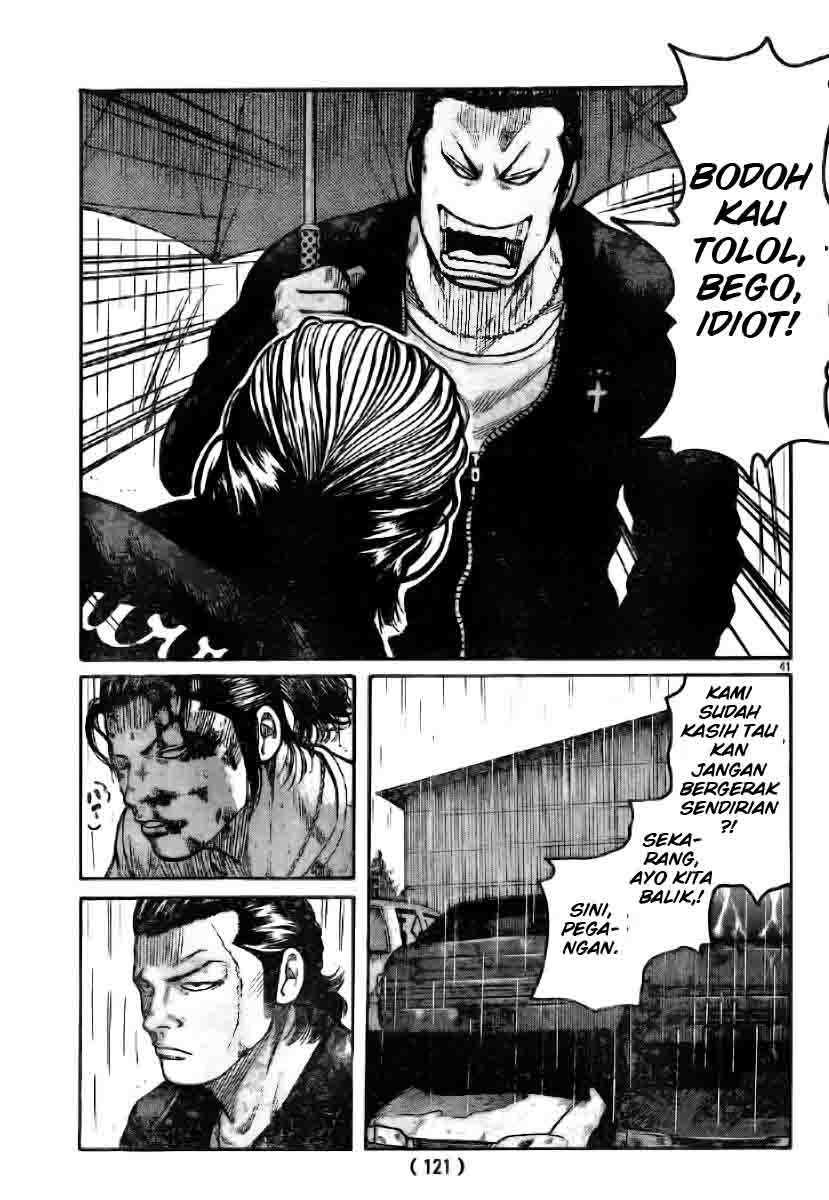 BODOH
KAU
TOLOL,
BEGO,
IDIOT!
41
KAMI
SUDAH
KASIH TAU
KAN
JANGAN
BERGERAK
SENDIRIAN
?!
SEKA-
RANG,
AYO KITA
BALIK,!
SINI,
PEGA-
NGAN.
( 121 )